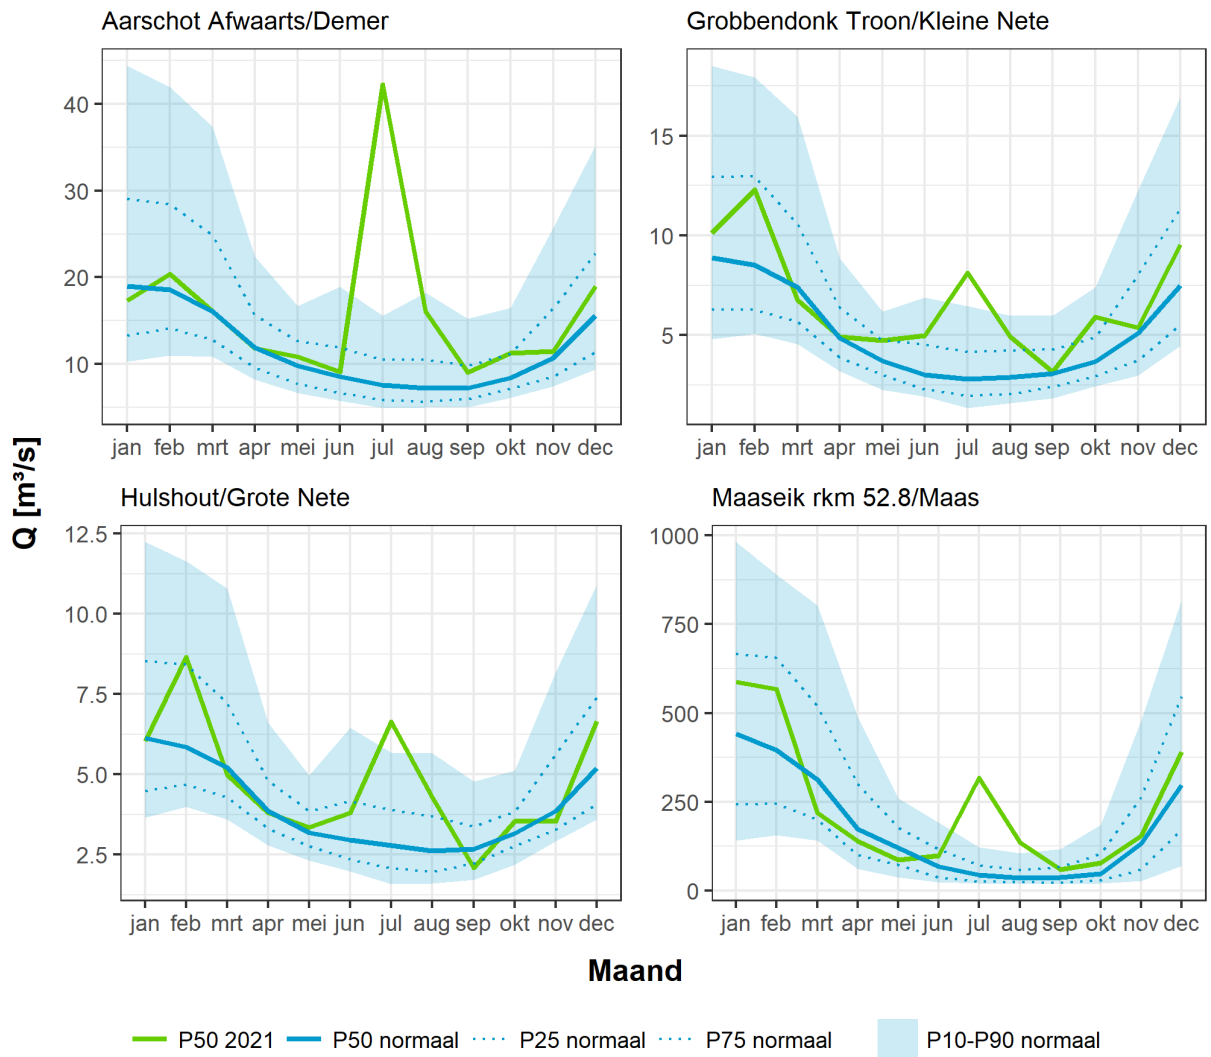 Aarschot Afwaarts/Demer
40
30
20
10
jan feb mrt apr mei jun jul aug sep okt nov dec
Grobbendonk Troon/Kleine Nete
15
10
5
jan feb mrt apr mei jun jul aug sep okt nov dec
Q [m³/s]
Hulshout/Grote Nete
12.5
10.0
7.5
5.0
2.5
jan feb mrt apr mei jun jul aug sep okt nov dec
Maaseik rkm 52.8/Maas
1000
750
500
250
0
jan feb mrt apr mei jun jul aug sep okt nov dec
Maand
P50 2021 P50 normaal P25 normaal P75 normaal P10-P90 normaal